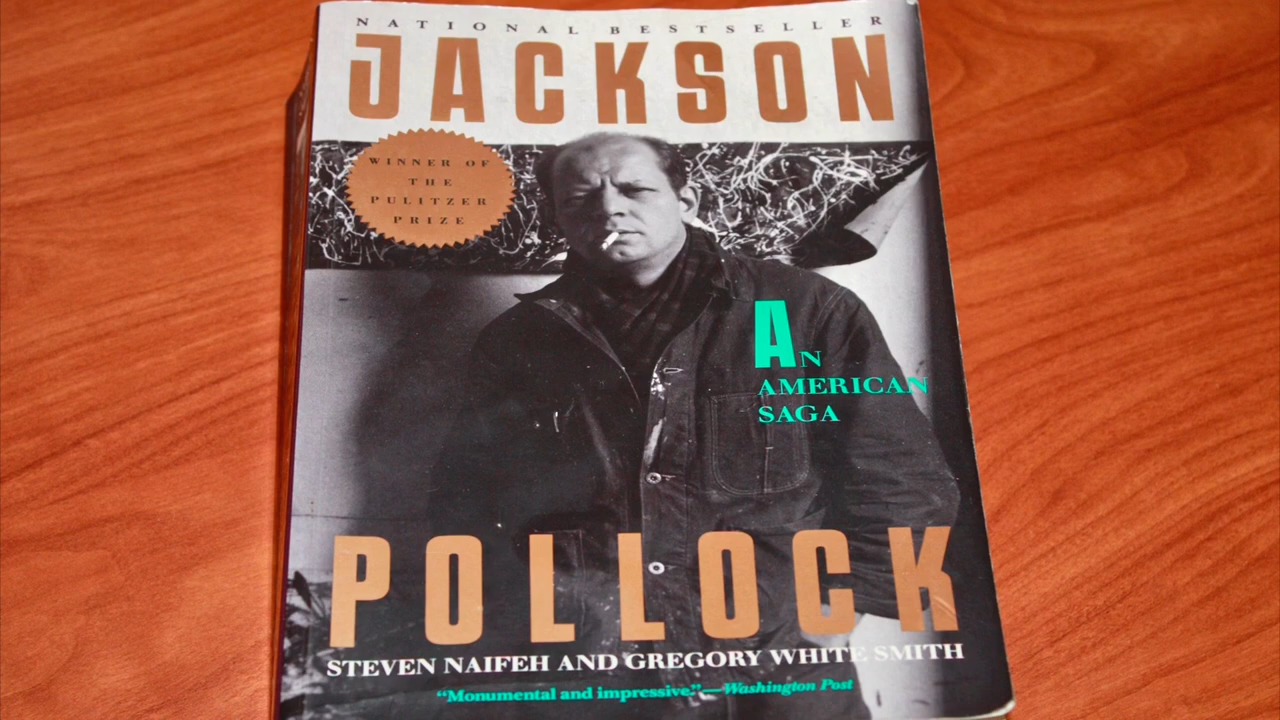 NATIONAL BESTSELLER
JACKSON
WINNER OF
THE
PULITZER
PRIZE
AN
AMERICAN
SAGA
POLLOCK
STEVEN NAIFEH AND GREGORY WHITE SMITH
“Monumental and impressive.”—Washington Post